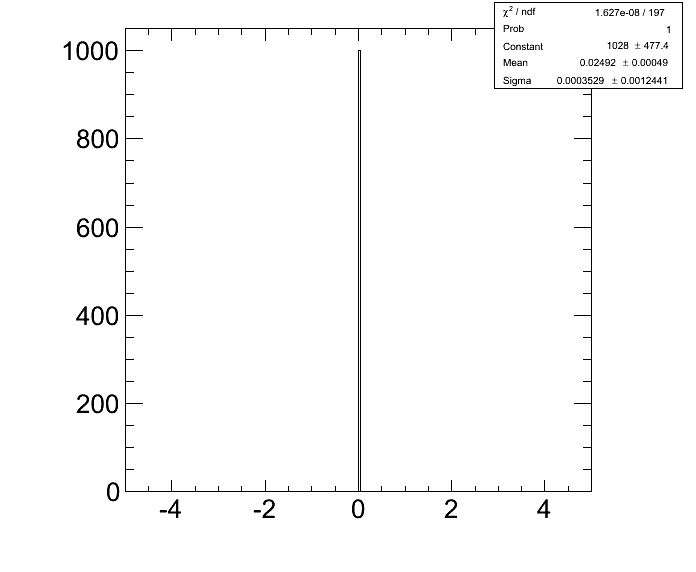 χ² / ndf 1.627e-08 / 197
Prob 1
Constant 1028 ± 477.4
Mean 0.02492 ± 0.00049
Sigma 0.0003529 ± 0.0012441
1000
800
600
400
200
0
-4 -2 0 2 4